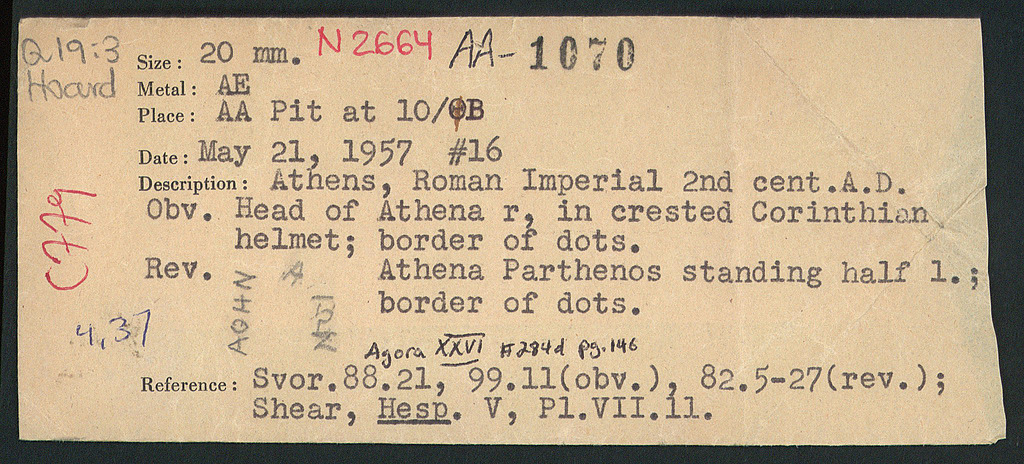 Q19:3
Hoard
Size: 20 mm. N2664 AA-1070
Metal: AE
Place: AA Pit at 10/ΦB
Date: May 21, 1957 #16
Description: Athens, Roman Imperial 2nd cent.A.D.
Obv. Head of Athena r, in crested Corinthian
helmet; border of dots.
Rev. Athena Parthenos standing half l.;
border of dots.
ΑΘΗΝ
C779
4,37
Agora XXVI #284d pg.146
Reference: Svor.88.21, 99.11(obv.), 82.5-27(rev.);
Shear, Hesp. V, Pl.VII.11.